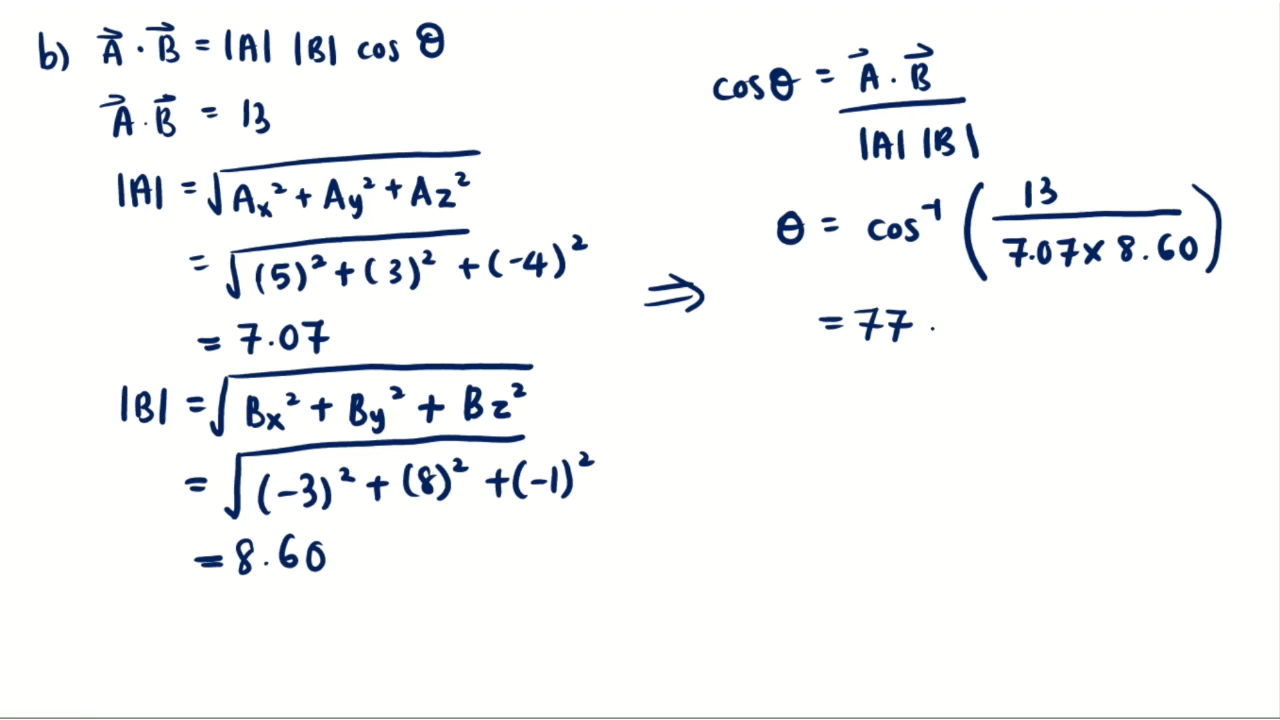 b) A⃗ · B⃗ = |A| |B| cos θ
A⃗ · B⃗ = 13
|A| = √(Ax² + Ay² + Az²)
= √((5)² + (3)²) + (-4)²
= 7.07
|B| = √(Bx² + By² + Bz²)
= √((-3)² + (8)²) + (-1)²
= 8.60
⇒
cosθ = A⃗ · B⃗
|A| |B|
θ = cos⁻¹ (13 / 7.07 × 8.60)
= 77 .